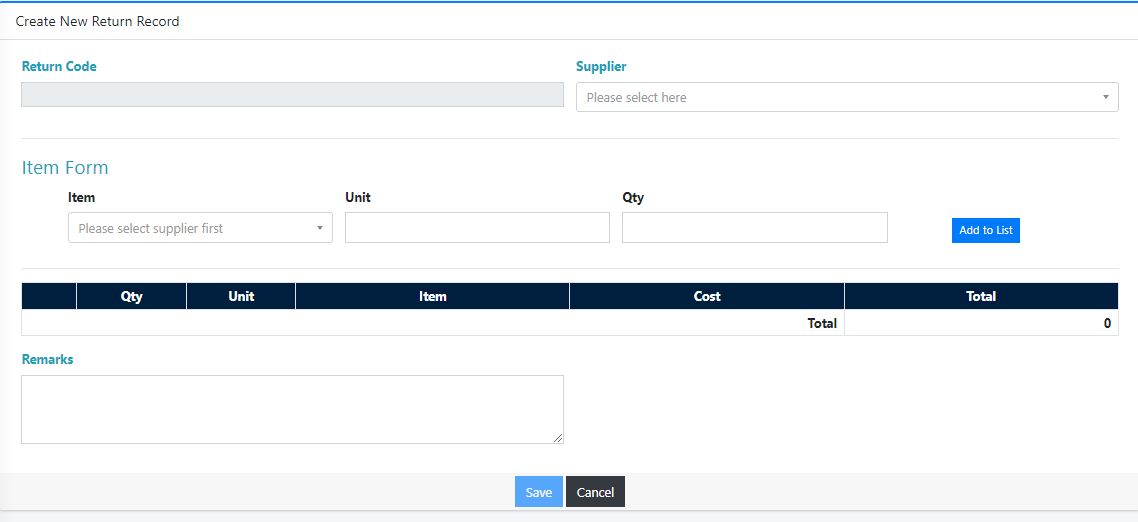 Create New Return Record
Return Code
Supplier
Please select here
Item Form
Item
Unit
Qty
Please select supplier first
Add to List
Qty
Unit
Item
Cost
Total
Total
0
Remarks
Save
Cancel